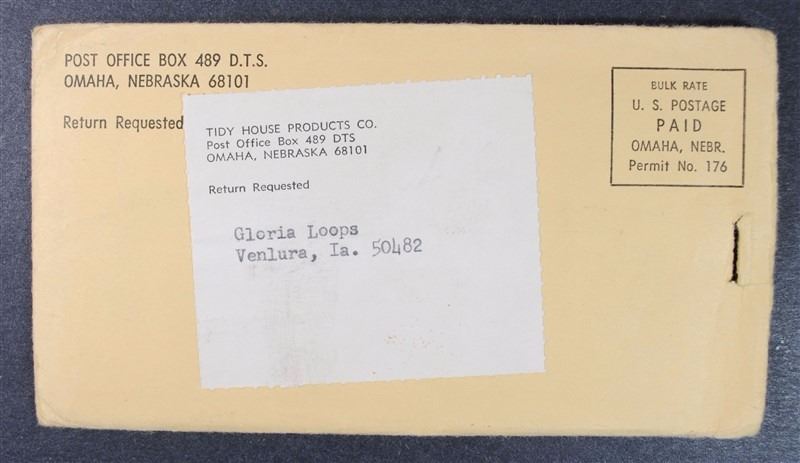 POST OFFICE BOX 489 D.T.S.
OMAHA, NEBRASKA 68101
Return Requested
BULK RATE
U. S. POSTAGE
PAID
OMAHA, NEBR.
Permit No. 176
TIDY HOUSE PRODUCTS CO.
Post Office Box 489 DTS
OMAHA, NEBRASKA 68101
Return Requested
Gloria Loops
Venlura, Ia. 50482